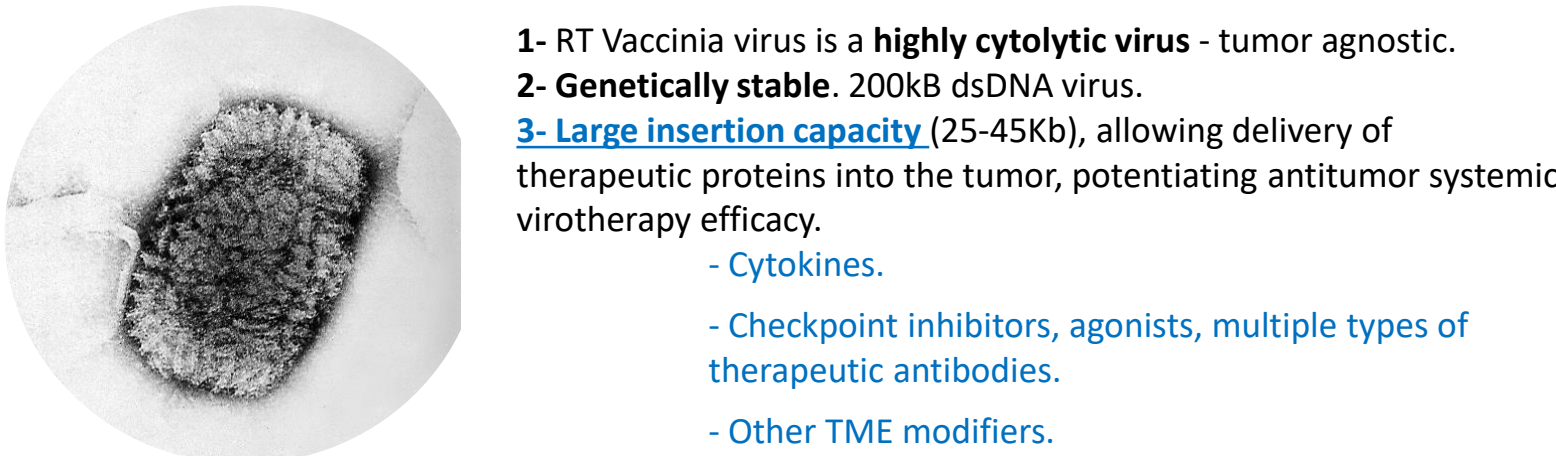 1- RT Vaccinia virus is a highly cytolytic virus - tumor agnostic.
2- Genetically stable. 200kB dsDNA virus.
3- Large insertion capacity (25-45Kb), allowing delivery of
therapeutic proteins into the tumor, potentiating antitumor systemic
virotherapy efficacy.
- Cytokines.
- Checkpoint inhibitors, agonists, multiple types of
therapeutic antibodies.
- Other TME modifiers.